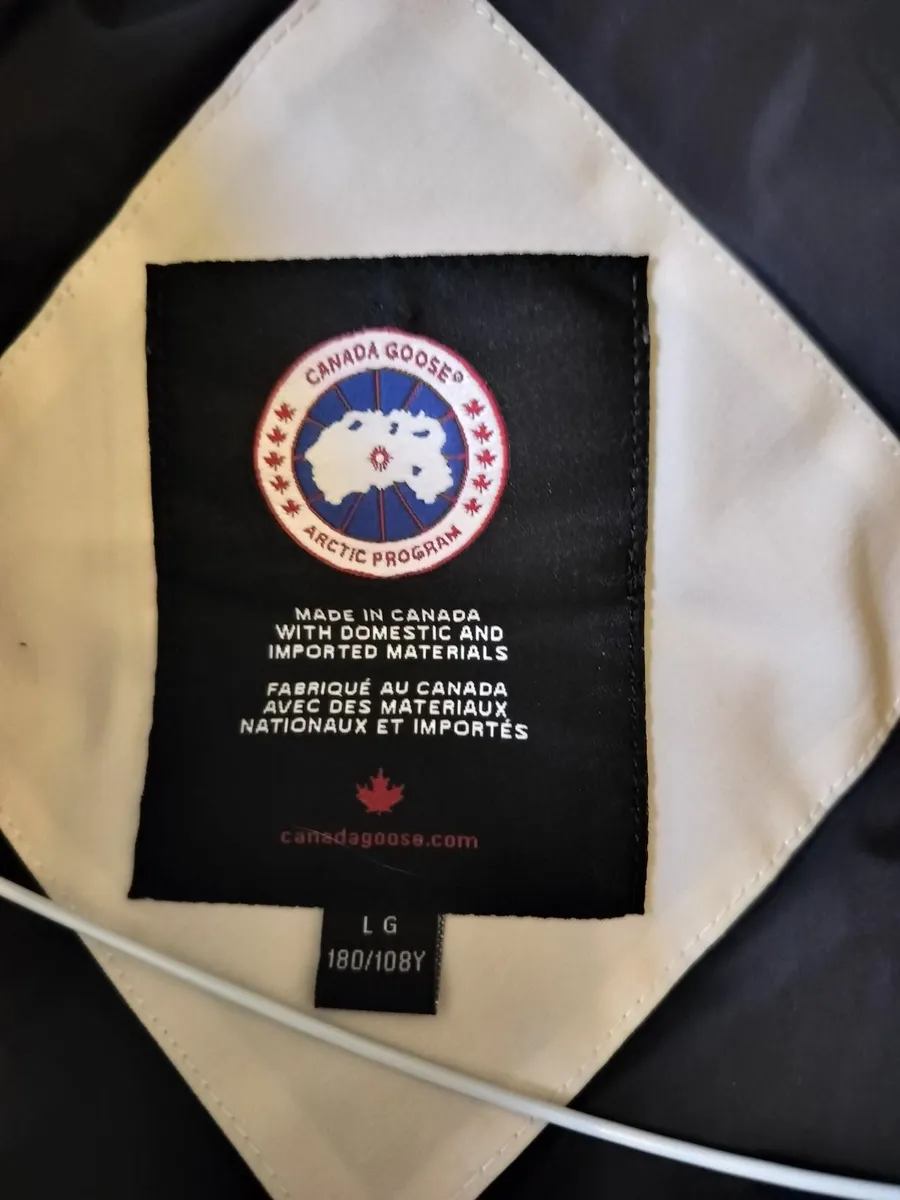 CANADA GOOSE®
ARCTIC PROGRAM
MADE IN CANADA
WITH DOMESTIC AND
IMPORTED MATERIALS
FABRIQUÉ AU CANADA
AVEC DES MATERIAUX
NATIONAUX ET IMPORTÉS
canadagoose.com
LG
180/108Y